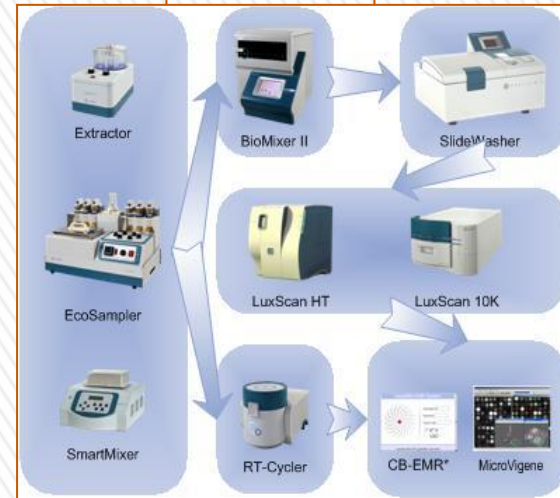 Extractor
BioMixer II
SlideWasher
EcoSampler
LuxScan HT
LuxScan 10K
SmartMixer
RT-Cycler
CB-EMR*
MicroVigene